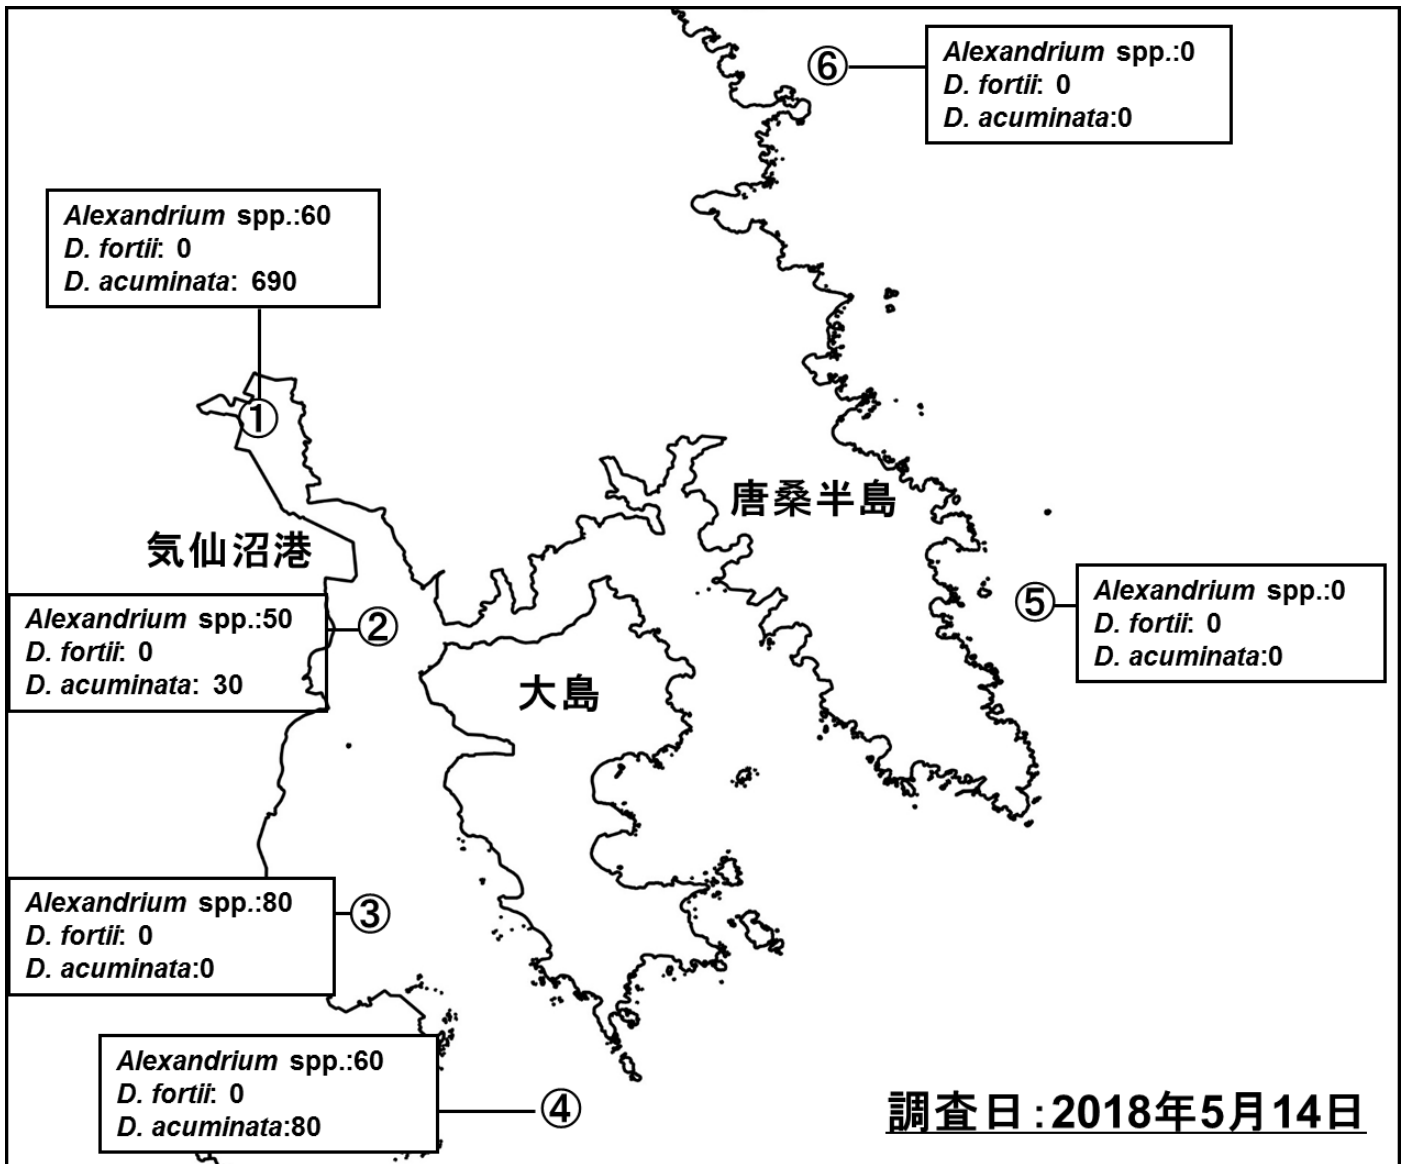 ⑥
Alexandrium spp.:0
D. fortii: 0
D. acuminata:0
Alexandrium spp.:60
D. fortii: 0
D. acuminata: 690
①
唐桑半島
気仙沼港
Alexandrium spp.:50
D. fortii: 0
D. acuminata: 30
②
⑤
Alexandrium spp.:0
D. fortii: 0
D. acuminata:0
大島
Alexandrium spp.:80
D. fortii: 0
D. acuminata:0
③
Alexandrium spp.:60
D. fortii: 0
D. acuminata:80
④
調査日:2018年5月14日